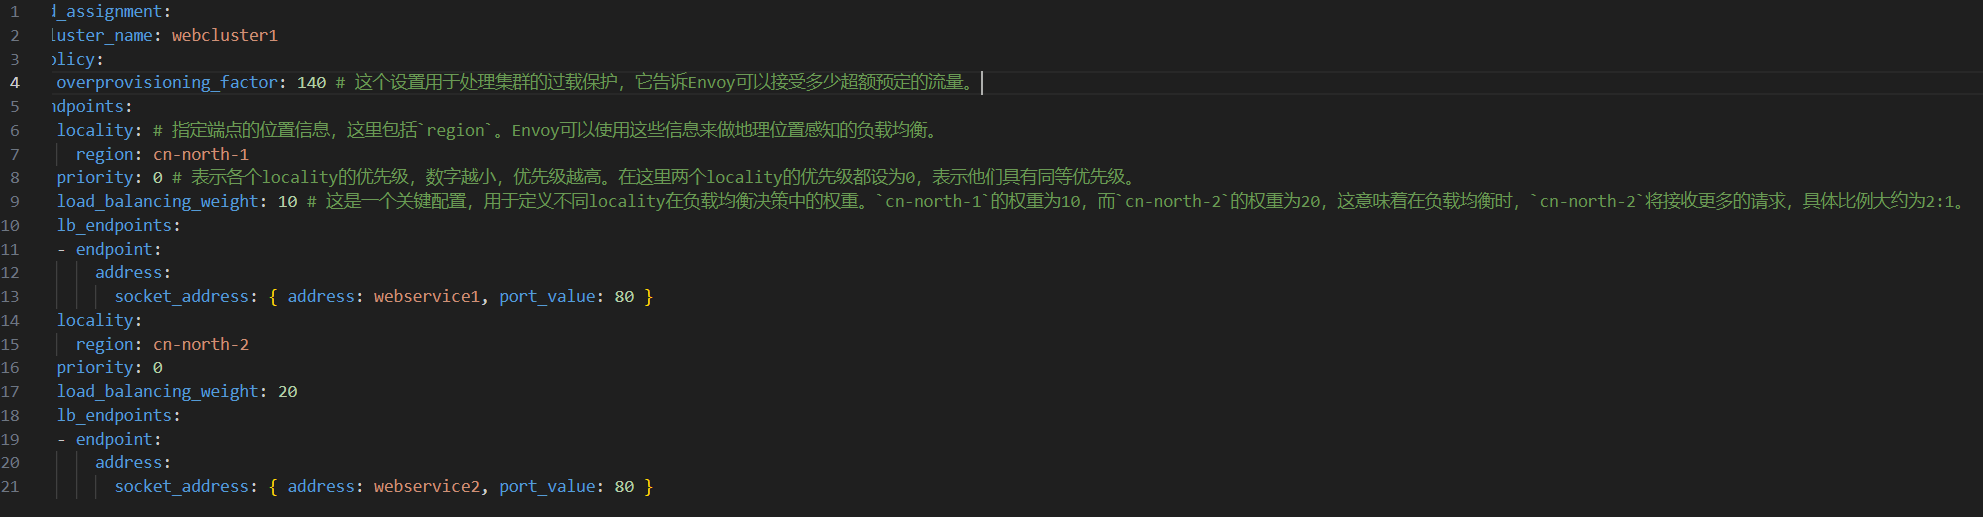 1 d_assignment:
2 luster_name: webcluster1
3 olicy:
4 overprovisioning_factor: 140 # 这个设置用于处理集群的过载保护，它告诉Envoy可以接受多少超额预定的流量。
5 ndpoints:
6 locality: # 指定端点的位置信息，这里包括`region`。Envoy可以使用这些信息来做地理位置感知的负载均衡。
7 region: cn-north-1
8 priority: 0 # 表示各个locality的优先级，数字越小，优先级越高。在这里两个locality的优先级都设为0，表示他们具有同等优先级。
9 load_balancing_weight: 10 # 这是一个关键配置，用于定义不同locality在负载均衡决策中的权重。`cn-north-1`的权重为10，而`cn-north-2`的权重为20，这意味着在负载均衡时，`cn-north-2`将接收更多的请求，具体比例大约为2:1。
10 lb_endpoints:
11 - endpoint:
12 address:
13 socket_address: { address: webservice1, port_value: 80 }
14 locality:
15 region: cn-north-2
16 priority: 0
17 load_balancing_weight: 20
18 lb_endpoints:
19 - endpoint:
20 address:
21 socket_address: { address: webservice2, port_value: 80 }